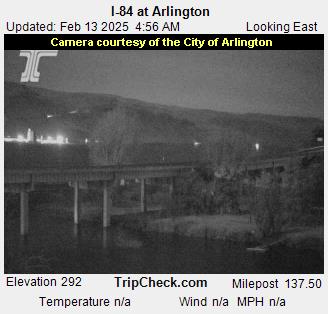 I-84 at Arlington
Updated: Feb 13 2025 4:56 AM Looking East
Camera courtesy of the City of Arlington
Elevation 292 TripCheck.com Milepost 137.50
Temperature n/a Wind n/a MPH n/a